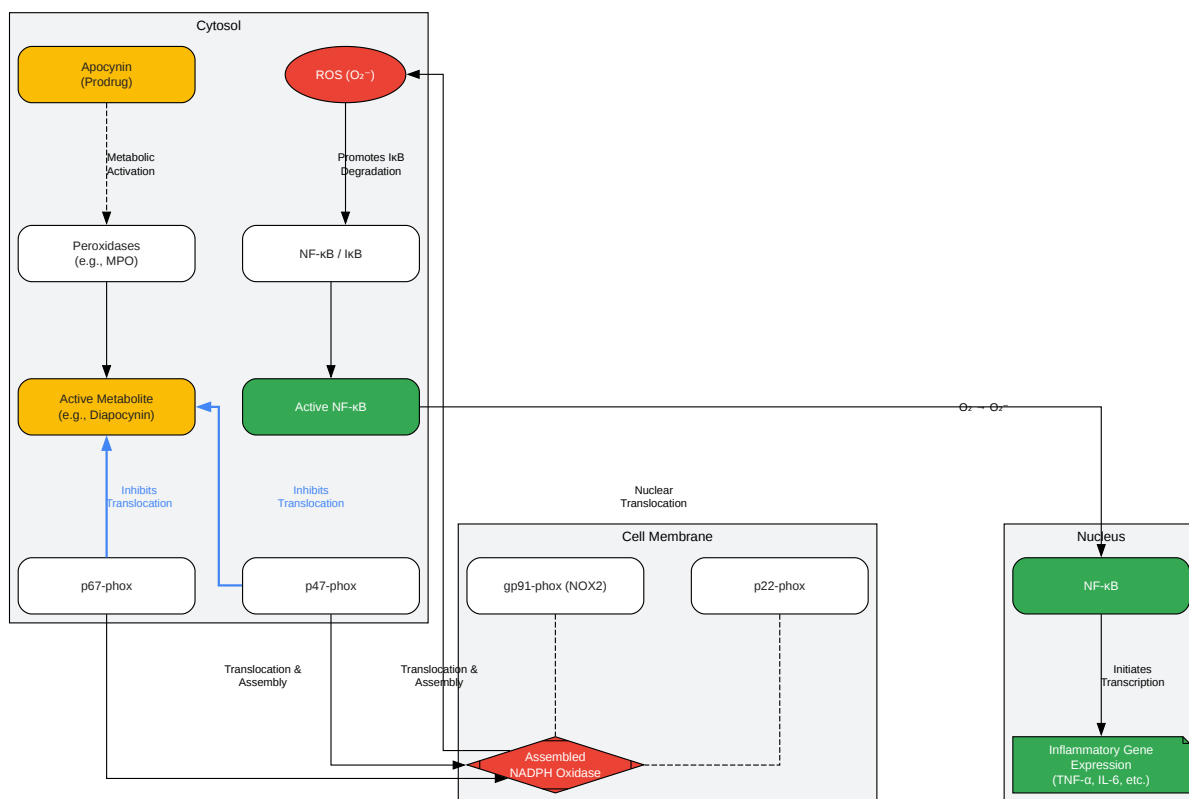 Cytosol
Apocynin
(Prodrug)
ROS (O₂⁻)
Metabolic
Activation
Promotes IκB
Degradation
Peroxidases
(e.g., MPO)
NF-κB / IκB
Active Metabolite
(e.g., Diapocynin)
Active NF-κB
O₂ → O₂⁻
Inhibits
Translocation
Inhibits
Translocation
Nuclear
Translocation
Cell Membrane
Nucleus
p67-phox
p47-phox
gp91-phox (NOX2)
p22-phox
NF-κB
Translocation &
Assembly
Translocation &
Assembly
Initiates
Transcription
Assembled
NADPH Oxidase
Inflammatory Gene
Expression
(TNF-α, IL-6, etc.)